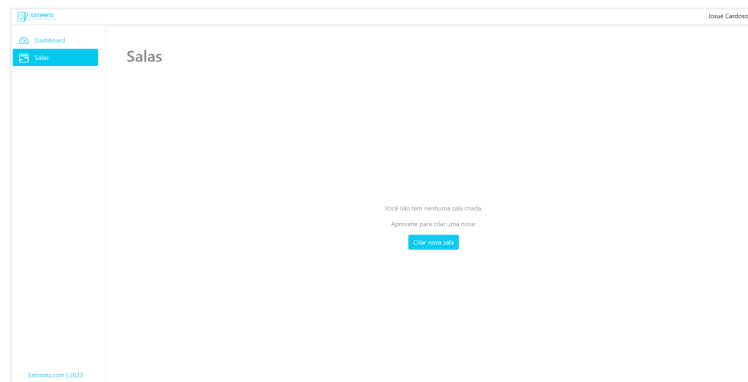 ESTIMATZ
Josué Cardoso
Dashboard
Salas
Salas
Você não tem nenhuma sala criada.
Aproveite para criar uma nova:
Criar nova sala
Estimatz.com | 2023